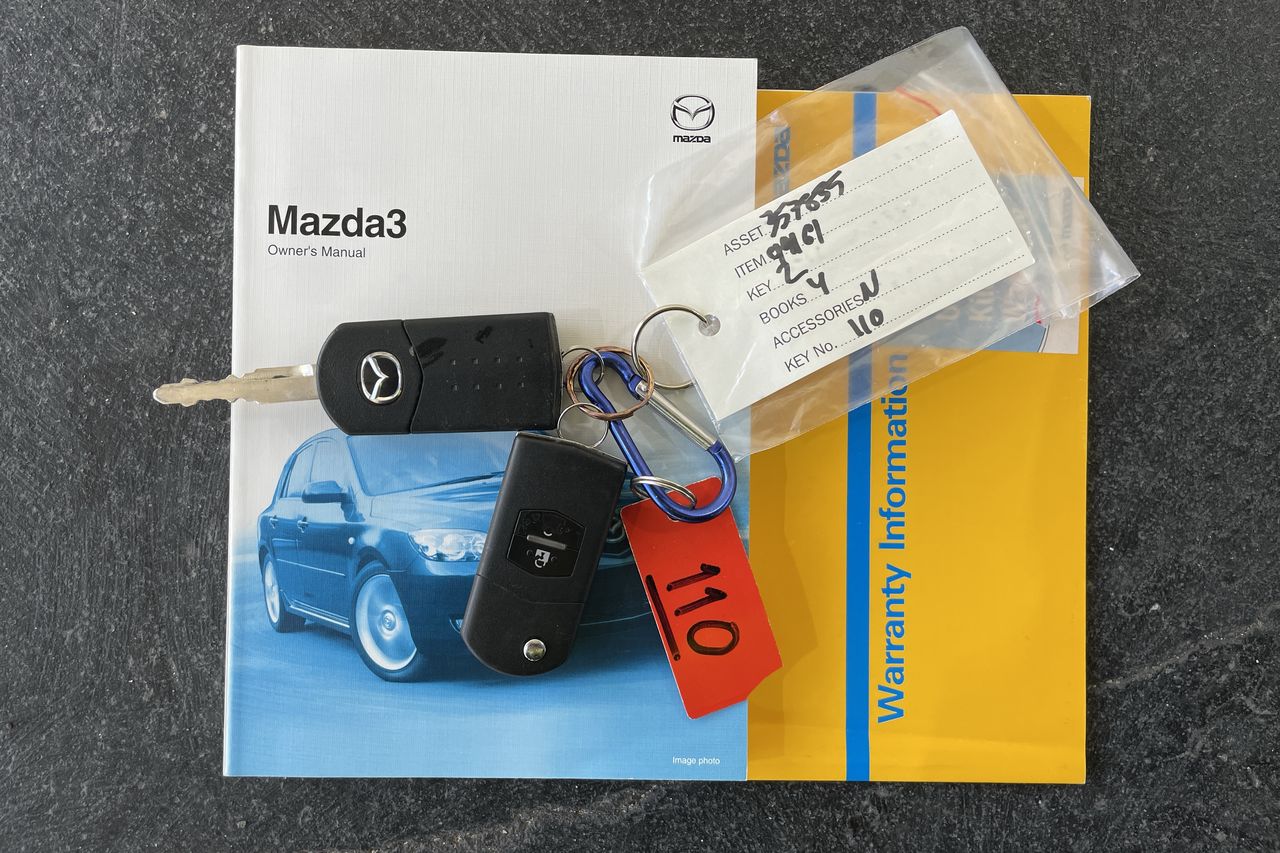 mazda
Mazda3
Owner's Manual
ASSET 357855
ITEM 9461
KEY 2
BOOKS 4
ACCESSORIES N
KEY No. 110
Warranty Information
110
Image photo